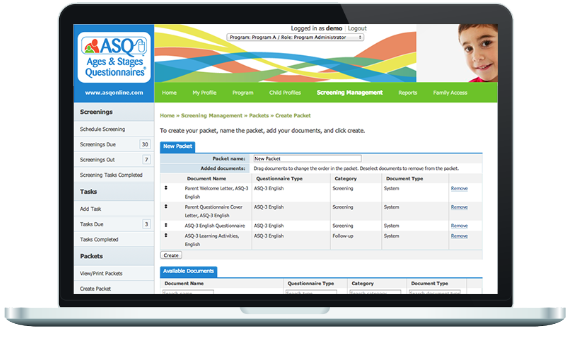 Logged in as demo | Logout
Program: Program A / Role: Program Administrator
ASQ
Ages & Stages
Questionnaires®
www.asqonline.com
Home My Profile Program Child Profiles Screening Management Reports Family Access
Screenings
Schedule Screening
Screenings Due 30
Screenings Out 7
Screening Tasks Completed
Tasks
Add Task
Tasks Due 3
Tasks Completed
Packets
View/Print Packets
Create Packet
Home » Screening Management » Packets » Create Packet
To create your packet, name the packet, add your documents, and click create.
New Packet
Packet name: New Packet
Added documents: Drag documents to change the order in the packet. Deselect documents to remove from the packet.
Document Name Questionnaire Type Category Document Type
Parent Welcome Letter, ASQ-3 English ASQ-3 English Screening System Remove
Parent Questionnaire Cover Letter, ASQ-3 English ASQ-3 English Screening System Remove
ASQ-3 English Questionnaire ASQ-3 English Screening System Remove
ASQ-3 Learning Activities, English ASQ-3 English Follow-up System Remove
Create
Available Documents
Document Name Questionnaire Type Category Document Type